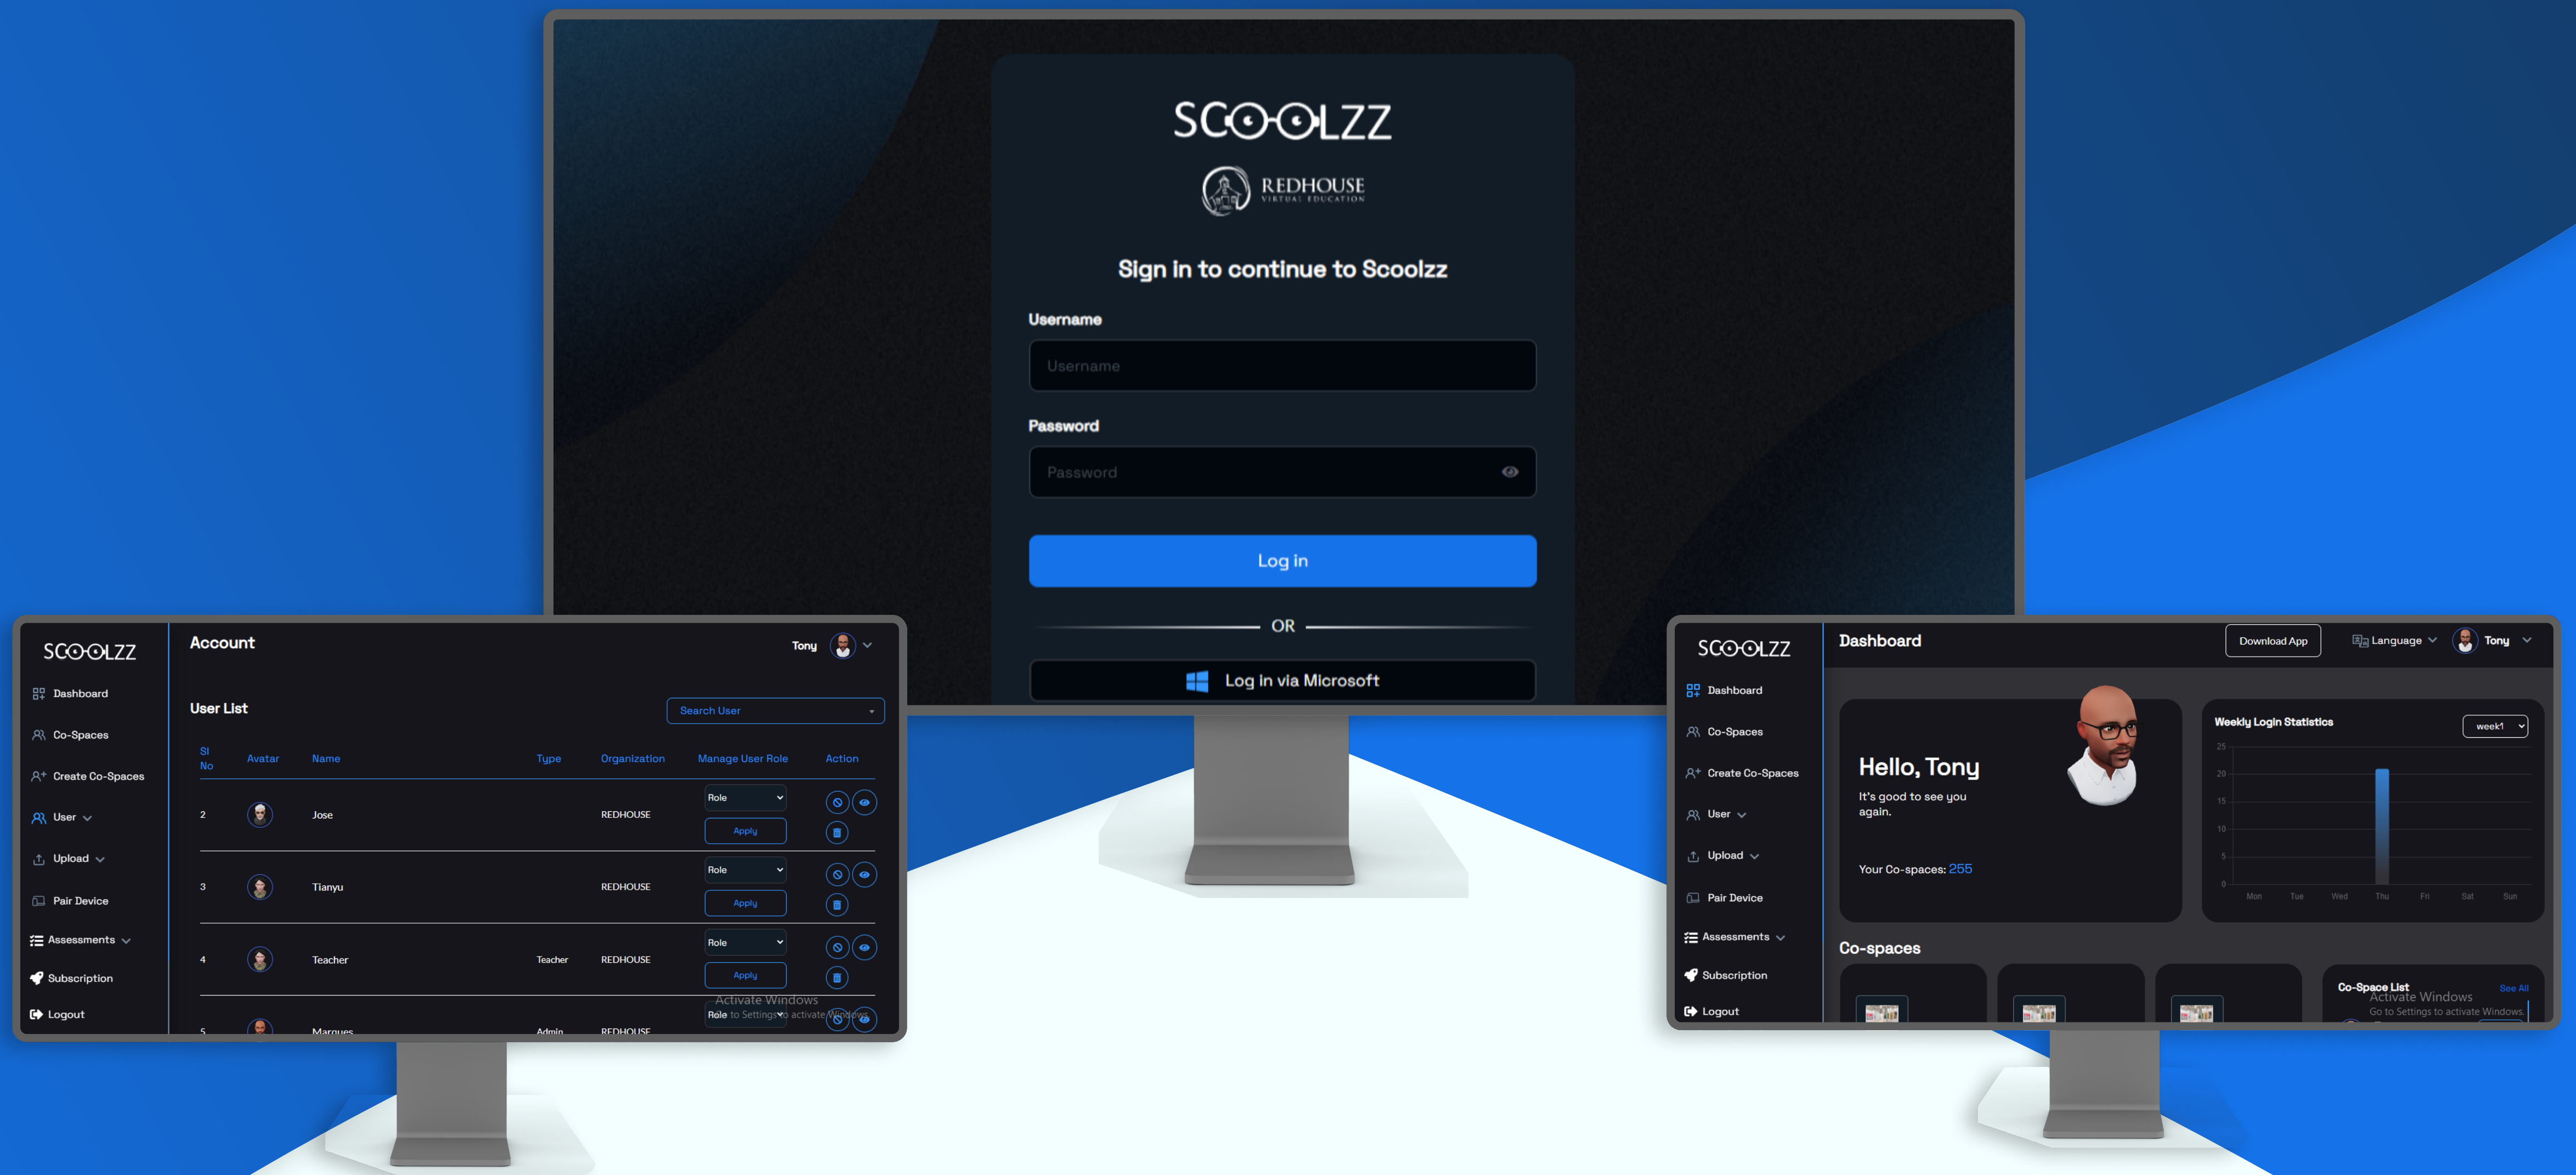 SCOOLZZ
REDHOUSE
VIRTUAL EDUCATION
Sign in to continue to Scoolzz
Username
Username
Password
Password
Log in
OR
Log in via Microsoft
SCOOLZZ
Dashboard
Co-Spaces
Create Co-Spaces
User
Upload
Pair Device
Assessments
Subscription
Logout
Account
Tony
User List
Search User
Sl No Avatar Name Type Organization Manage User Role Action
2 Jose REDHOUSE Role
Apply
3 Tianyu REDHOUSE Role
Apply
4 Teacher Teacher REDHOUSE Role
Apply
5 Marques Admin REDHOUSE Role
Activate Windows
Go to Settings to activate Windows.
SCOOLZZ
Dashboard
Co-Spaces
Create Co-Spaces
User
Upload
Pair Device
Assessments
Subscription
Logout
Dashboard
Download App
Language
Tony
Hello, Tony
It's good to see you
again.
Your Co-spaces: 255
Weekly Login Statistics
week1
25
20
15
10
5
0
Mon Tue Wed Thu Fri Sat Sun
Co-spaces
Co-Space List
See All
Activate Windows
Go to Settings to activate Windows.